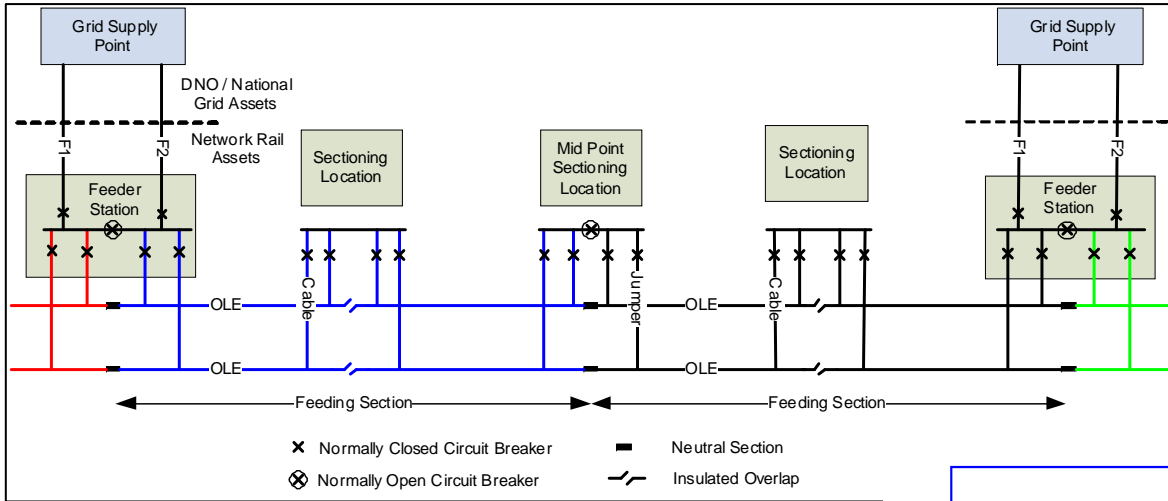 Grid Supply
Point
Grid Supply
Point
DNO / National
Grid Assets
Network Rail
Assets
F1
F2
F1
F2
Sectioning
Location
Mid Point
Sectioning
Location
Sectioning
Location
Feeder
Station
Feeder
Station
Cable
Jumper
Cable
OLE
OLE
OLE
OLE
Feeding Section
Feeding Section
Normally Closed Circuit Breaker
Neutral Section
Normally Open Circuit Breaker
Insulated Overlap